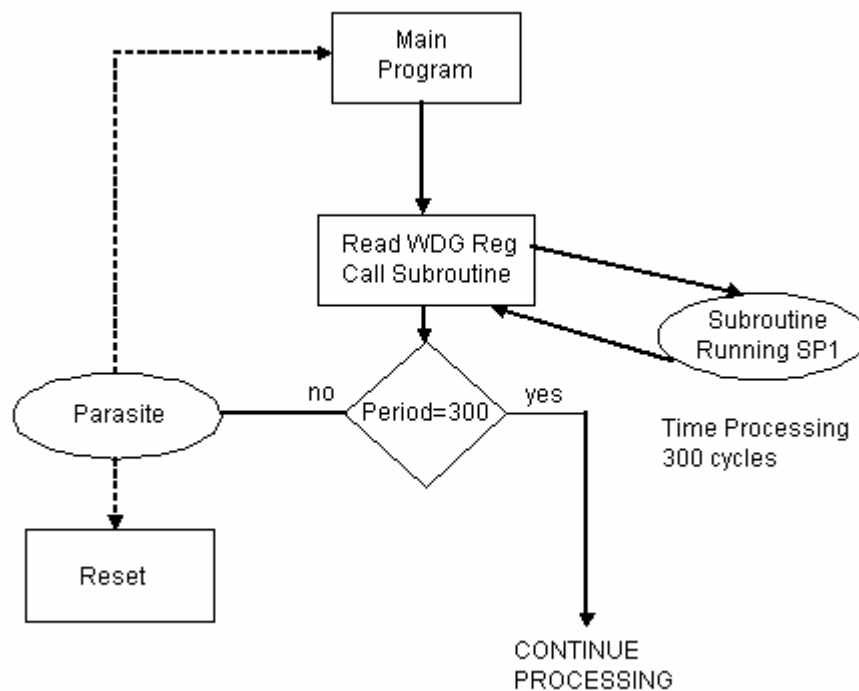 Main
Program
Read WDG Reg
Call Subroutine
Subroutine
Running SP1
no
Period=300
yes
Parasite
Time Processing
300 cycles
Reset
CONTINUE
PROCESSING